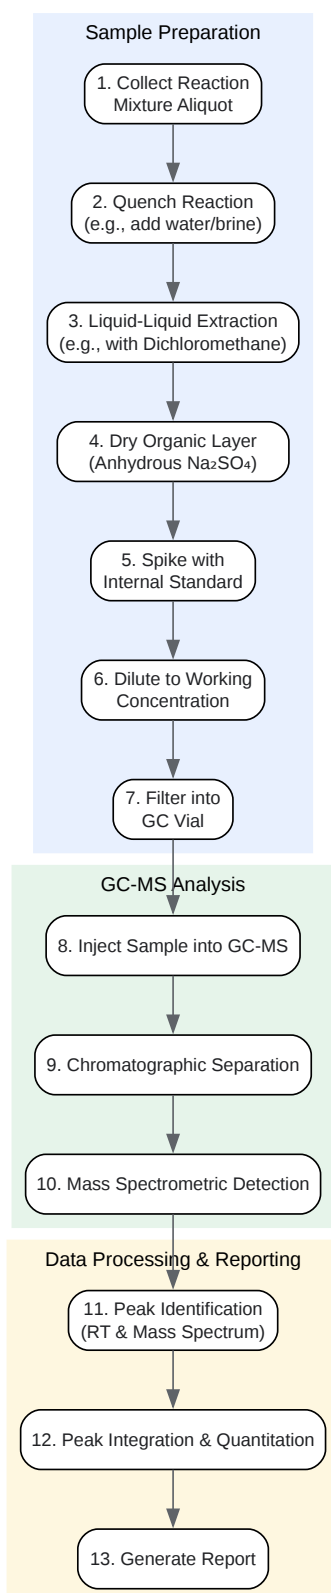 Sample Preparation
1. Collect Reaction
Mixture Aliquot
2. Quench Reaction
(e.g., add water/brine)
3. Liquid-Liquid Extraction
(e.g., with Dichloromethane)
4. Dry Organic Layer
(Anhydrous Na₂SO₄)
5. Spike with
Internal Standard
6. Dilute to Working
Concentration
7. Filter into
GC Vial
GC-MS Analysis
8. Inject Sample into GC-MS
9. Chromatographic Separation
10. Mass Spectrometric Detection
Data Processing & Reporting
11. Peak Identification
(RT & Mass Spectrum)
12. Peak Integration & Quantitation
13. Generate Report